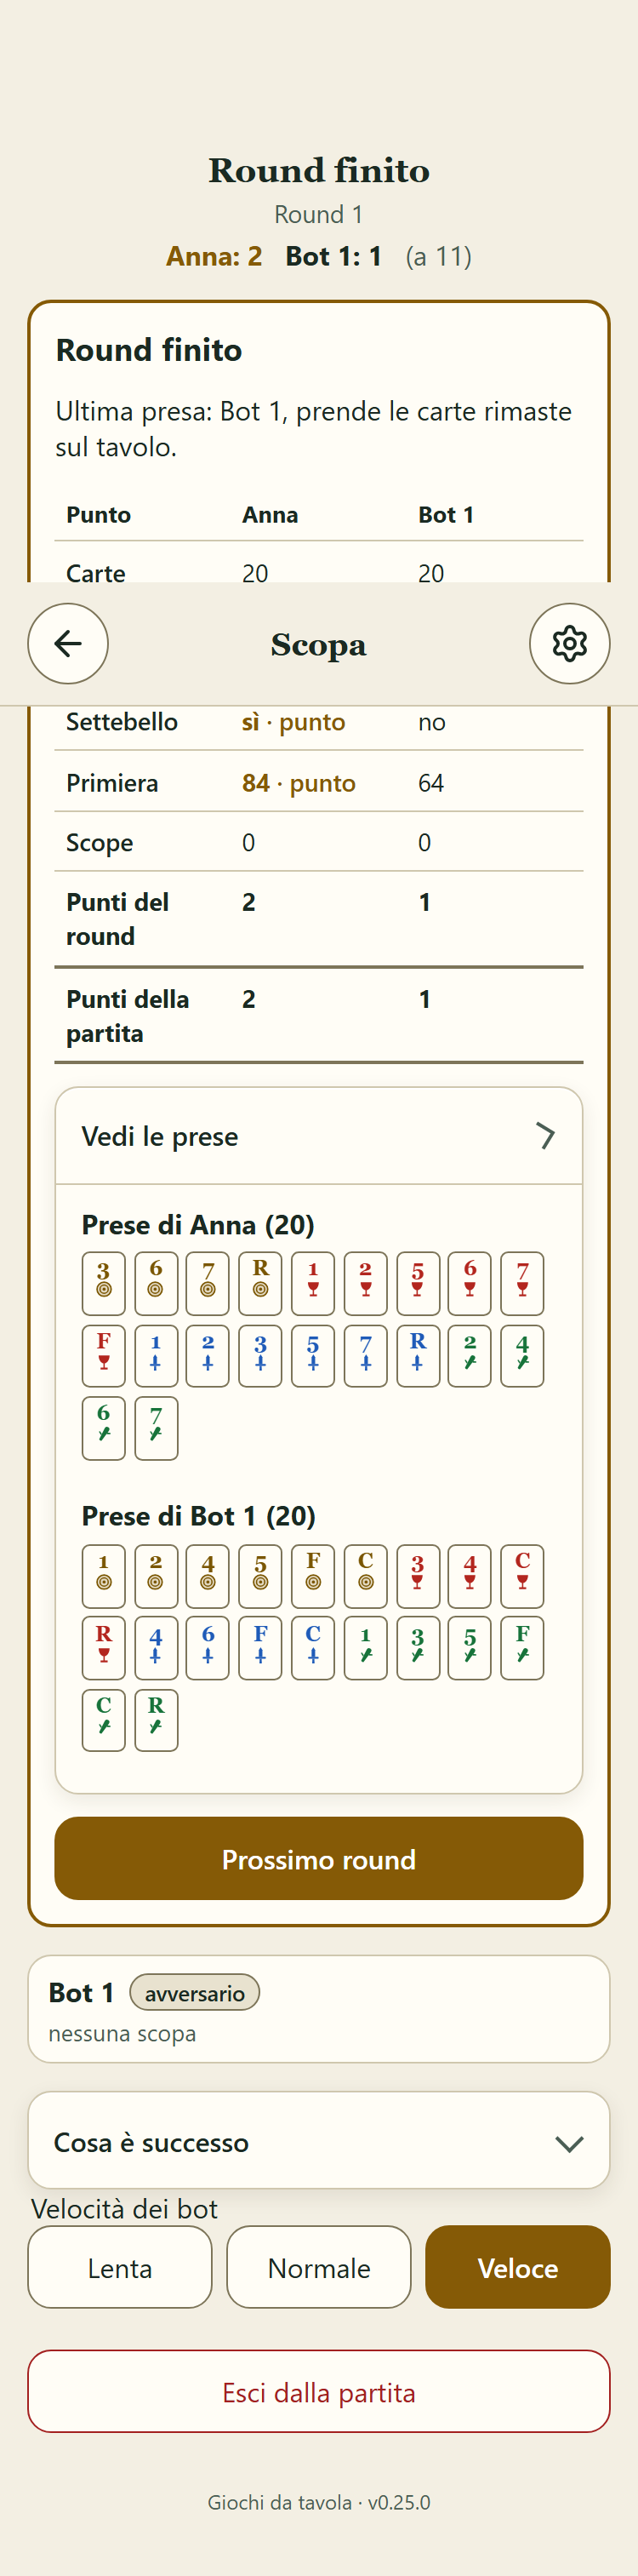 Round finito
Round 1
Anna: 2 Bot 1: 1 (a 11)
Round finito
Ultima presa: Bot 1, prende le carte rimaste
sul tavolo.
Punto Anna Bot 1
Carte 20 20
Scopa
Settebello sì · punto no
Primiera 84 · punto 64
Scope 0 0
Punti del
round 2 1
Punti della
partita 2 1
Vedi le prese
Prese di Anna (20)
3 6 7 R 1 2 5 6 7
F 1 2 3 5 7 R 2 4
6 7
Prese di Bot 1 (20)
1 2 4 5 F C 3 4 C
R 4 6 F C 1 3 5 F
C R
Prossimo round
Bot 1 avversario
nessuna scopa
Cosa è successo
Velocità dei bot
Lenta Normale Veloce
Esci dalla partita
Giochi da tavola · v0.25.0